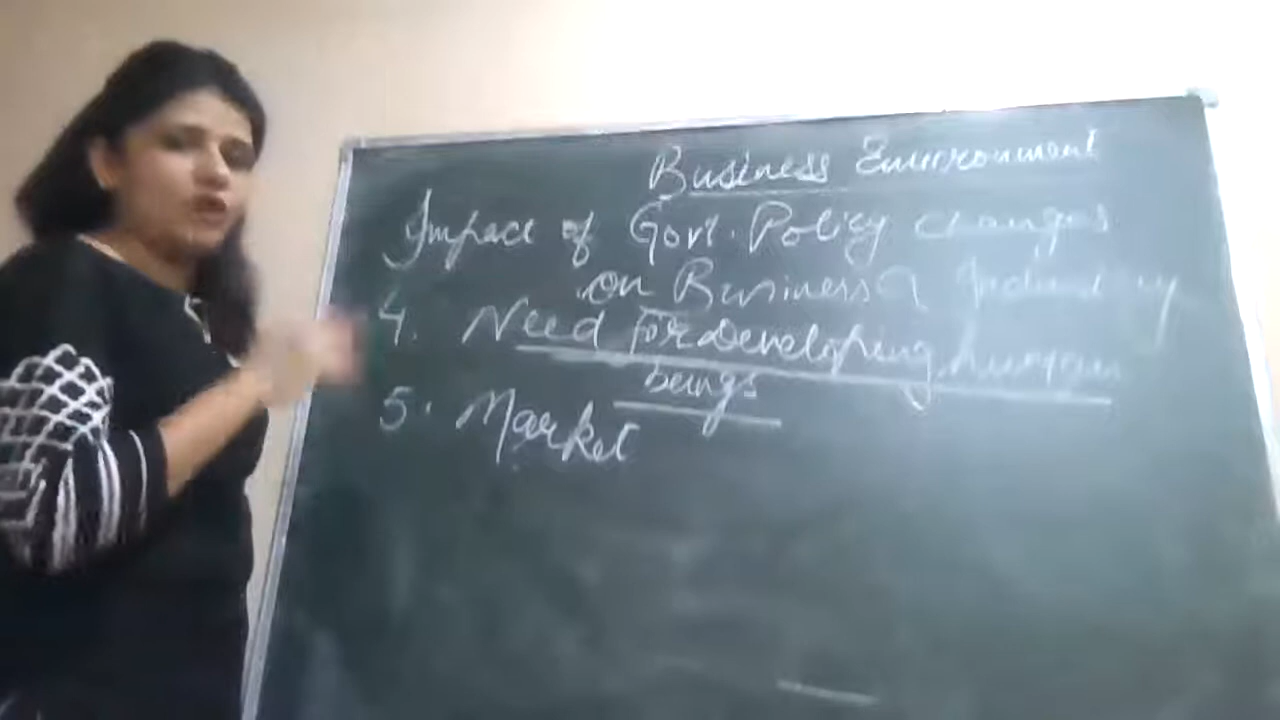 Business Environment
Impact of Govt. Policy changes
on Business & Industry
4. Need for Developing human
beings
5. Market